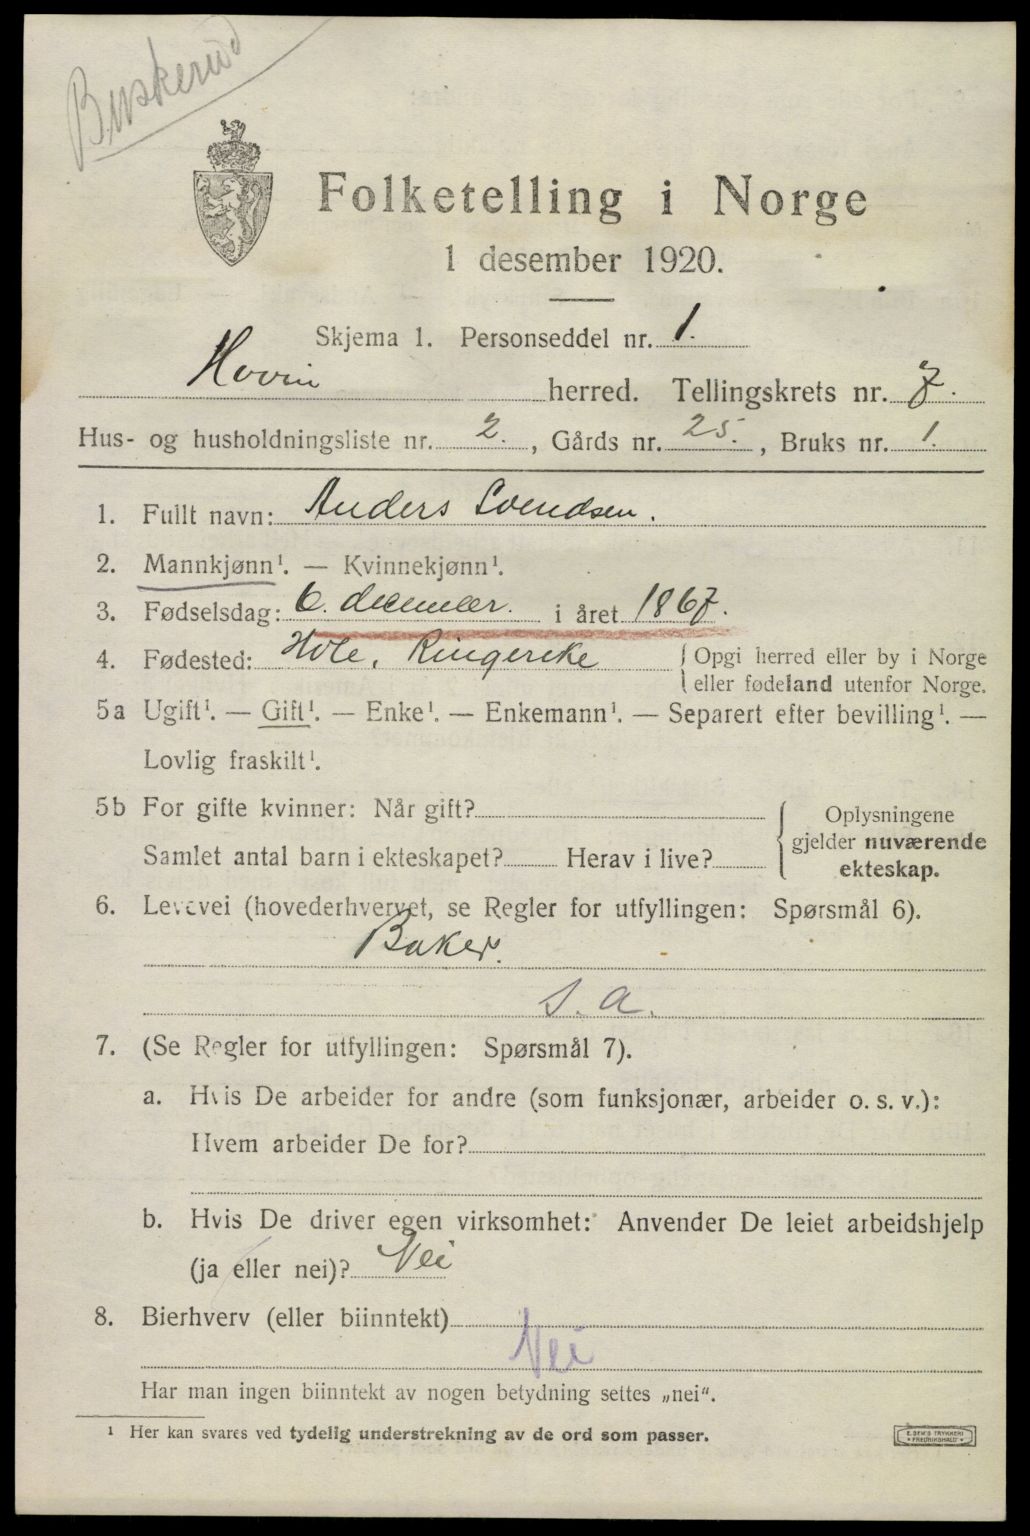 Buskerud
Folketelling i Norge
1 desember 1920.
Skjema 1. Personseddel nr. 1.
Hovin herred. Tellingskrets nr. 7.
Hus- og husholdningsliste nr. 2. , Gårds nr. 25. , Bruks nr. 1.
1. Fullt navn: Anders Svendsen.
2. Mannkjønn¹. — Kvinnekjønn¹.
3. Fødselsdag: 6. december. i året 1867.
4. Fødested: Hole, Ringerike { Opgi herred eller by i Norge
eller fødeland utenfor Norge.
5a Ugift¹. — Gift¹. — Enke¹. — Enkemann¹. — Separert efter bevilling¹. —
Lovlig fraskilt¹.
5b For gifte kvinner: Når gift?
Samlet antal barn i ekteskapet? Herav i live?
{ Oplysningene
gjelder nuværende
ekteskap.
6. Levevei (hovederhvervet, se Regler for utfyllingen: Spørsmål 6).
Baker.
S. A.
7. (Se Regler for utfyllingen: Spørsmål 7).
a. Hvis De arbeider for andre (som funksjonær, arbeider o. s. v.):
Hvem arbeider De for?
b. Hvis De driver egen virksomhet: Anvender De leiet arbeidshjelp
(ja eller nei)? Nei
8. Bierhverv (eller biinntekt)
Nei
Har man ingen biinntekt av nogen betydning settes „nei".
¹ Her kan svares ved tydelig understrekning av de ord som passer.
E. SEM'S TRYKKERI
FREDRIKSHALD